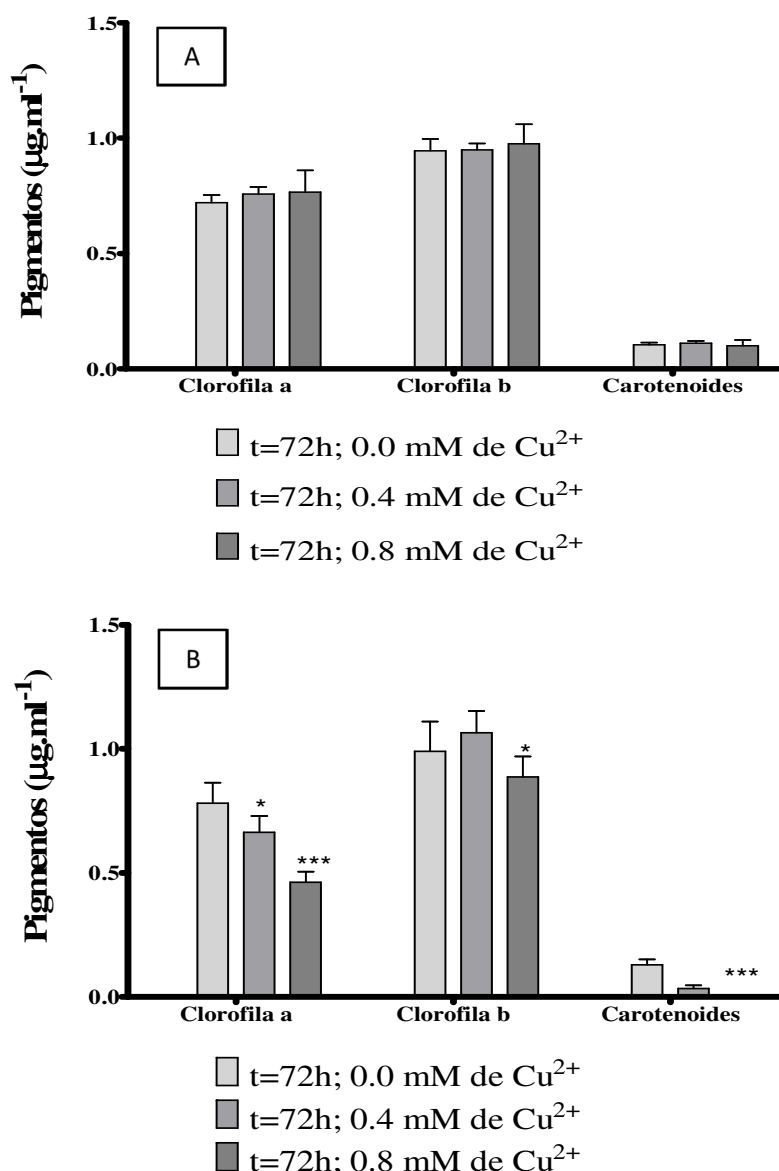 A
Pigmentos (µg.ml⁻¹)
1.5
1.0
0.5
0.0
Clorofila a
Clorofila b
Carotenoides
t=72h; 0.0 mM de Cu²⁺
t=72h; 0.4 mM de Cu²⁺
t=72h; 0.8 mM de Cu²⁺
B
Pigmentos (µg.ml⁻¹)
1.5
1.0
0.5
0.0
*
***
*
***
Clorofila a
Clorofila b
Carotenoides
t=72h; 0.0 mM de Cu²⁺
t=72h; 0.4 mM de Cu²⁺
t=72h; 0.8 mM de Cu²⁺